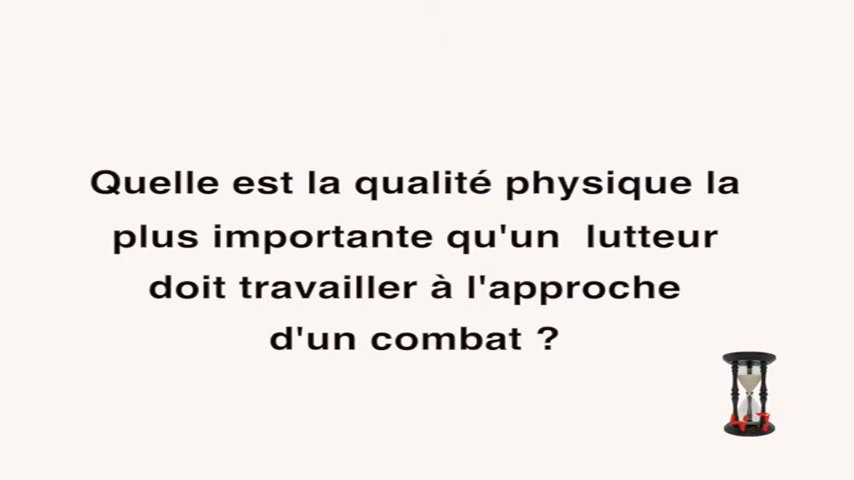 Quelle est la qualité physique la
plus importante qu'un lutteur
doit travailler à l'approche
d'un combat ?